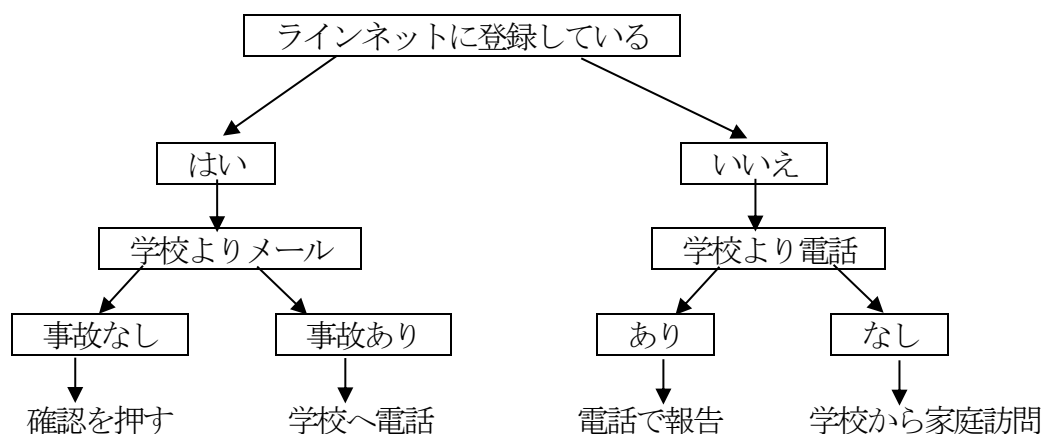 ラインネットに登録している
はい
いいえ
学校よりメール
学校より電話
事故なし
事故あり
あり
なし
確認を押す
学校へ電話
電話で報告
学校から家庭訪問